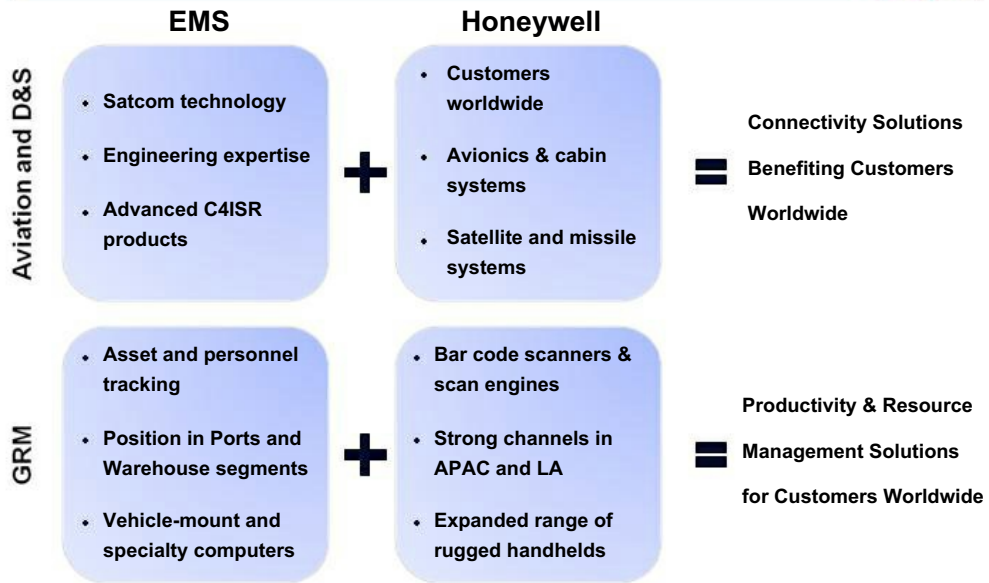 EMS
Honeywell
Aviation and D&S
• Satcom technology
• Engineering expertise
• Advanced C4ISR
products
+
• Customers
worldwide
• Avionics & cabin
systems
• Satellite and missile
systems
=
Connectivity Solutions
Benefiting Customers
Worldwide
GRM
• Asset and personnel
tracking
• Position in Ports and
Warehouse segments
• Vehicle-mount and
specialty computers
+
• Bar code scanners &
scan engines
• Strong channels in
APAC and LA
• Expanded range of
rugged handhelds
=
Productivity & Resource
Management Solutions
for Customers Worldwide